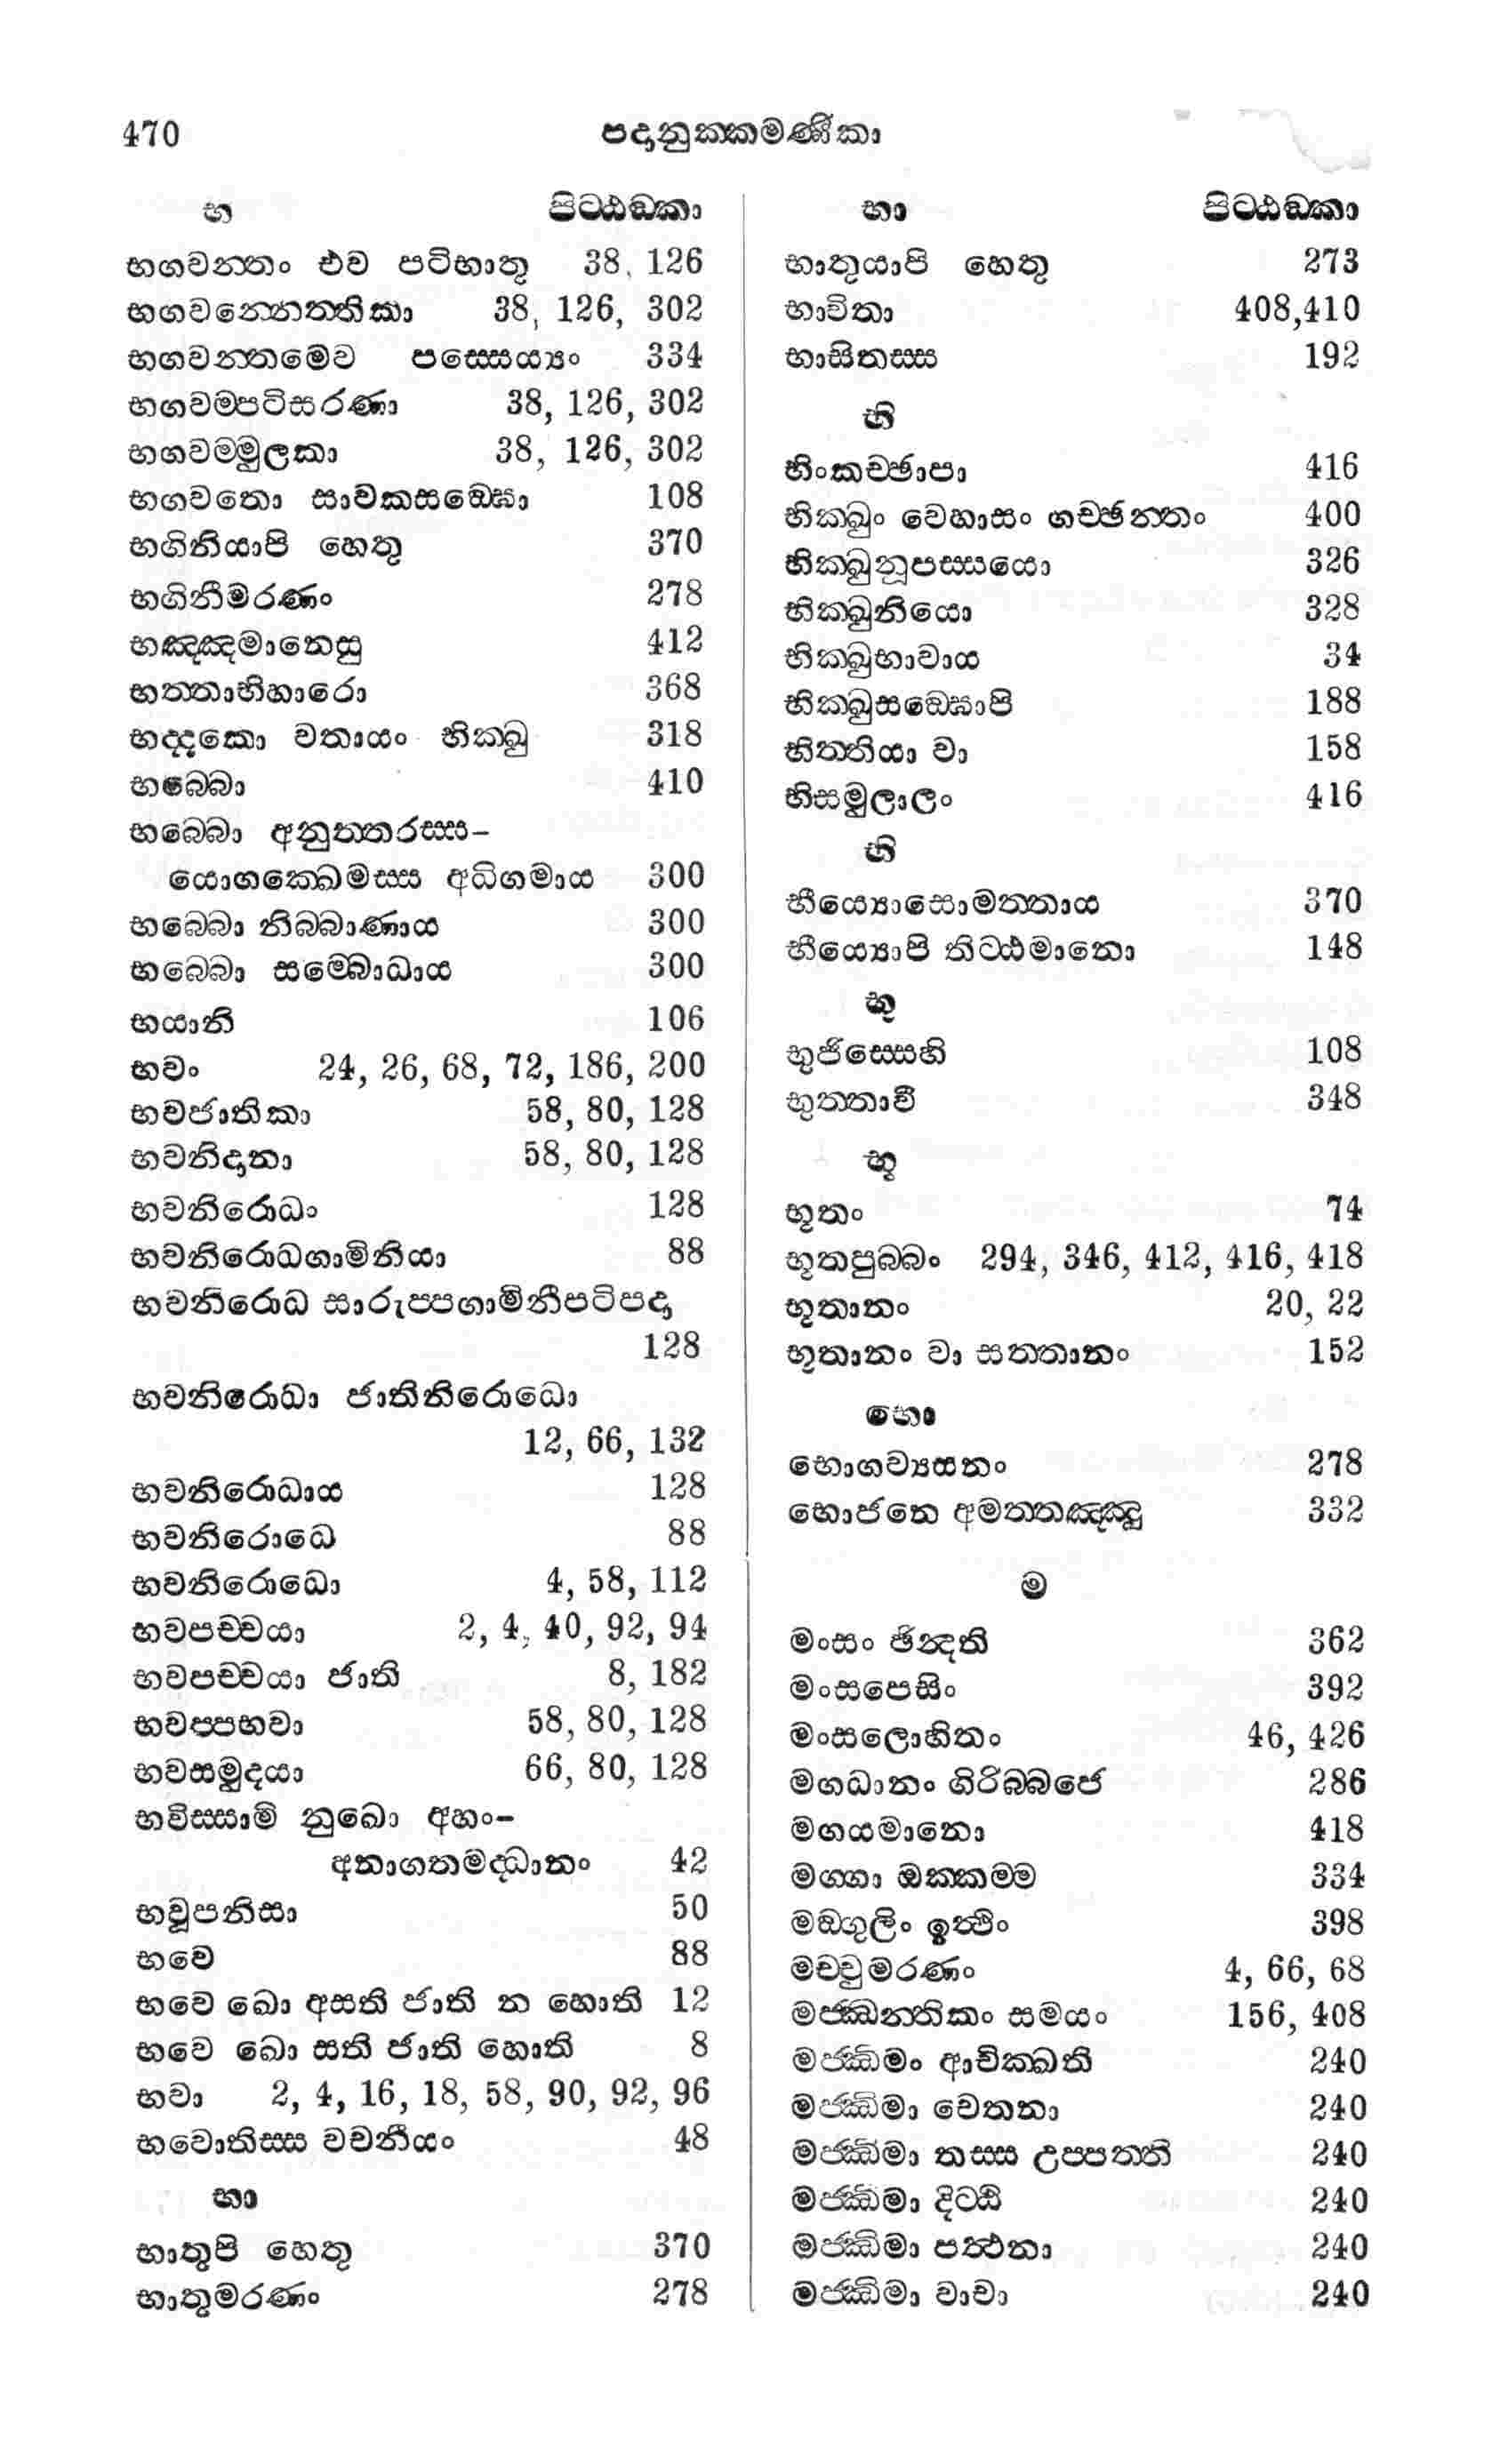 470 පදානුක්කමණිකා
භ පිට්ඨඞ්කා
භගවන්තං එව පටිභාතු 38, 126
භගවන්නෙත්තිකා 38, 126, 302
භගවන්තමෙව පස්සෙය්‍යං 334
භගවම්පටිසරණා 38, 126, 302
භගවම්මූලකා 38, 126, 302
භගවතො සාවකසඞ්ඝො 108
භගිනියාපි හෙතු 370
භගිනීමරණං 278
භඤ්ඤමානෙසු 412
භත්තාභිහාරො 368
භද්දකො වතායං භික්ඛු 318
භබ්බො 410
භබ්බො අනුත්තරස්ස-
යොගක්ඛෙමස්ස අධිගමාය 300
භබ්බො නිබ්බාණාය 300
භබ්බො සම්බොධාය 300
භයානි 106
භවං 24, 26, 68, 72, 186, 200
භවජාතිකා 58, 80, 128
භවනිදානා 58, 80, 128
භවනිරොධං 128
භවනිරොධගාමිනියා 88
භවනිරොධ සාරුප්පගාමිනීපටිපදා
128
භවනිරොධා ජාතිනිරොධො
12, 66, 132
භවනිරොධාය 128
භවනිරොධෙ 88
භවනිරොධො 4, 58, 112
භවපච්චයා 2, 4, 40, 92, 94
භවපච්චයා ජාති 8, 182
භවප්පභවා 58, 80, 128
භවසමුදයා 66, 80, 128
භවිස්සාමි නුඛො අහං-
අනාගතමද්ධානං 42
භවූපනිසා 50
භවෙ 88
භවෙ ඛො අසති ජාති න හොති 12
භවෙ ඛො සති ජාති හොති 8
භවා 2, 4, 16, 18, 58, 90, 92, 96
භවොතිස්ස වචනීයං 48
භා
භාතුපි හෙතු 370
භාතුමරණං 278
භා පිට්ඨඞ්කා
භාතුයාපි හෙතු 273
භාවිතා 408,410
භාසිතස්ස 192
භි
භිංකච්ඡාපා 416
භික්ඛුං වෙහාසං ගච්ඡන්තං 400
භික්ඛුනූපස්සයො 326
භික්ඛුනියො 328
භික්ඛුභාවාය 34
භික්ඛුසඞ්ඝොපි 188
භිත්තියා වා 158
භිසමුලාලං 416
භි
භීය්‍යොසොමත්තාය 370
භීය්‍යොපි තිට්ඨමානො 148
භු
භුජිස්සෙහි 108
භුත්තාවී 348
භූ
භූතං 74
භූතපුබ්බං 294, 346, 412, 416, 418
භූතානං 20, 22
භූතානං වා සත්තානං 152
භො
භොගව්‍යසනං 278
භොජනෙ අමත්තඤ්ඤු 332
ම
මංසං ඡින්දති 362
මංසපෙසිං 392
මංසලොහිතං 46, 426
මගධානං ගිරිබ්බජෙ 286
මගයමානො 418
මග්ගා ඔක්කම්ම 334
මඞ්ගුලිං ඉත්ථිං 398
මච්චුමරණං 4, 66, 68
මජ්ඣන්තිකං සමයං 156, 408
මජ්ඣිමං ආචික්ඛති 240
මජ්ඣිමා චෙතනා 240
මජ්ඣිමා තස්ස උප්පත්ති 240
මජ්ඣිමා දිට්ඨි 240
මජ්ඣිමා පත්ථනා 240
මජ්ඣිමා වාචා 240